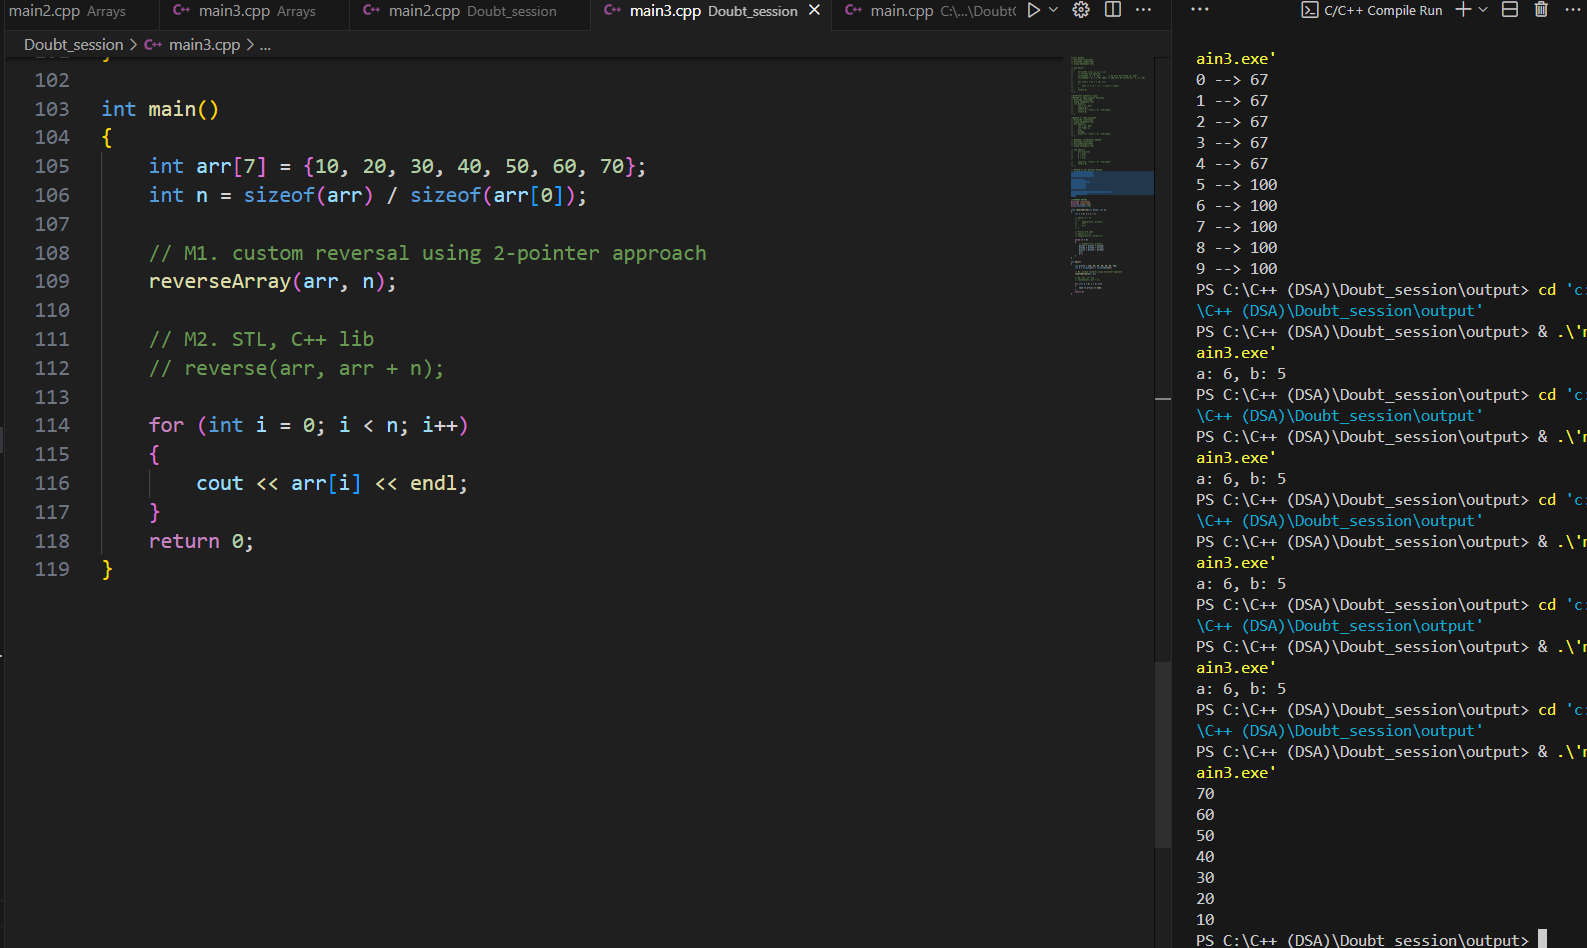 main2.cpp Arrays
C++ main3.cpp Arrays
C++ main2.cpp Doubt_session
C++ main3.cpp Doubt_session
C++ main.cpp C:\...\Doubt
Doubt_session > C++ main3.cpp > ...
102
103 int main()
104 {
105 int arr[7] = {10, 20, 30, 40, 50, 60, 70};
106 int n = sizeof(arr) / sizeof(arr[0]);
107
108 // M1. custom reversal using 2-pointer approach
109 reverseArray(arr, n);
110
111 // M2. STL, C++ lib
112 // reverse(arr, arr + n);
113
114 for (int i = 0; i < n; i++)
115 {
116 cout << arr[i] << endl;
117 }
118 return 0;
119 }
C/C++ Compile Run
ain3.exe'
0 --> 67
1 --> 67
2 --> 67
3 --> 67
4 --> 67
5 --> 100
6 --> 100
7 --> 100
8 --> 100
9 --> 100
PS C:\C++ (DSA)\Doubt_session\output> cd 'c:
\C++ (DSA)\Doubt_session\output'
PS C:\C++ (DSA)\Doubt_session\output> & .\'m
ain3.exe'
a: 6, b: 5
PS C:\C++ (DSA)\Doubt_session\output> cd 'c:
\C++ (DSA)\Doubt_session\output'
PS C:\C++ (DSA)\Doubt_session\output> & .\'m
ain3.exe'
a: 6, b: 5
PS C:\C++ (DSA)\Doubt_session\output> cd 'c:
\C++ (DSA)\Doubt_session\output'
PS C:\C++ (DSA)\Doubt_session\output> & .\'m
ain3.exe'
a: 6, b: 5
PS C:\C++ (DSA)\Doubt_session\output> cd 'c:
\C++ (DSA)\Doubt_session\output'
PS C:\C++ (DSA)\Doubt_session\output> & .\'m
ain3.exe'
a: 6, b: 5
PS C:\C++ (DSA)\Doubt_session\output> cd 'c:
\C++ (DSA)\Doubt_session\output'
PS C:\C++ (DSA)\Doubt_session\output> & .\'m
ain3.exe'
70
60
50
40
30
20
10
PS C:\C++ (DSA)\Doubt_session\output>